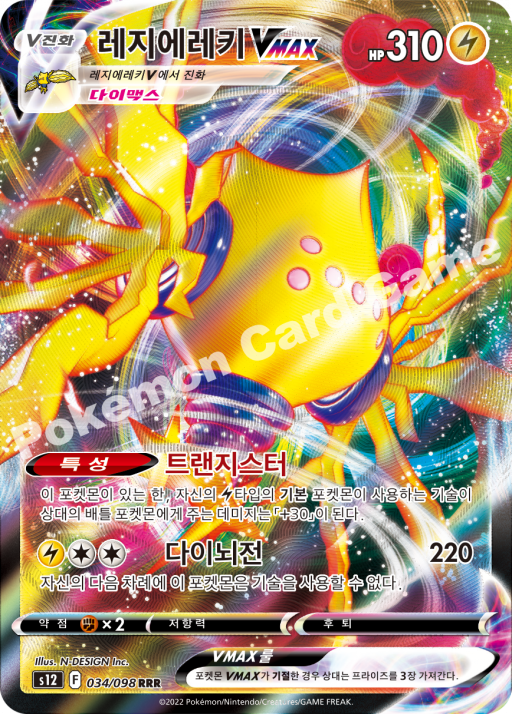 V진화
레지에레키 VMAX
HP 310
레지에레키V에서 진화
다이맥스
Pokémon Card Game
특성 트랜지스터
이 포켓몬이 있는 한, 자신의 타입의 기본 포켓몬이 사용하는 기술이
상대의 배틀 포켓몬에게 주는 데미지는 「+30」이 된다.
다이뇌전 220
자신의 다음 차례에 이 포켓몬은 기술을 사용할 수 없다.
약점 ×2 저항력 후퇴
Illus. N-DESIGN Inc.
VMAX 룰
s12 F 034/098 RRR
포켓몬 VMAX가 기절한 경우 상대는 프라이즈를 3장 가져간다.
©2022 Pokémon/Nintendo/Creatures/GAME FREAK.